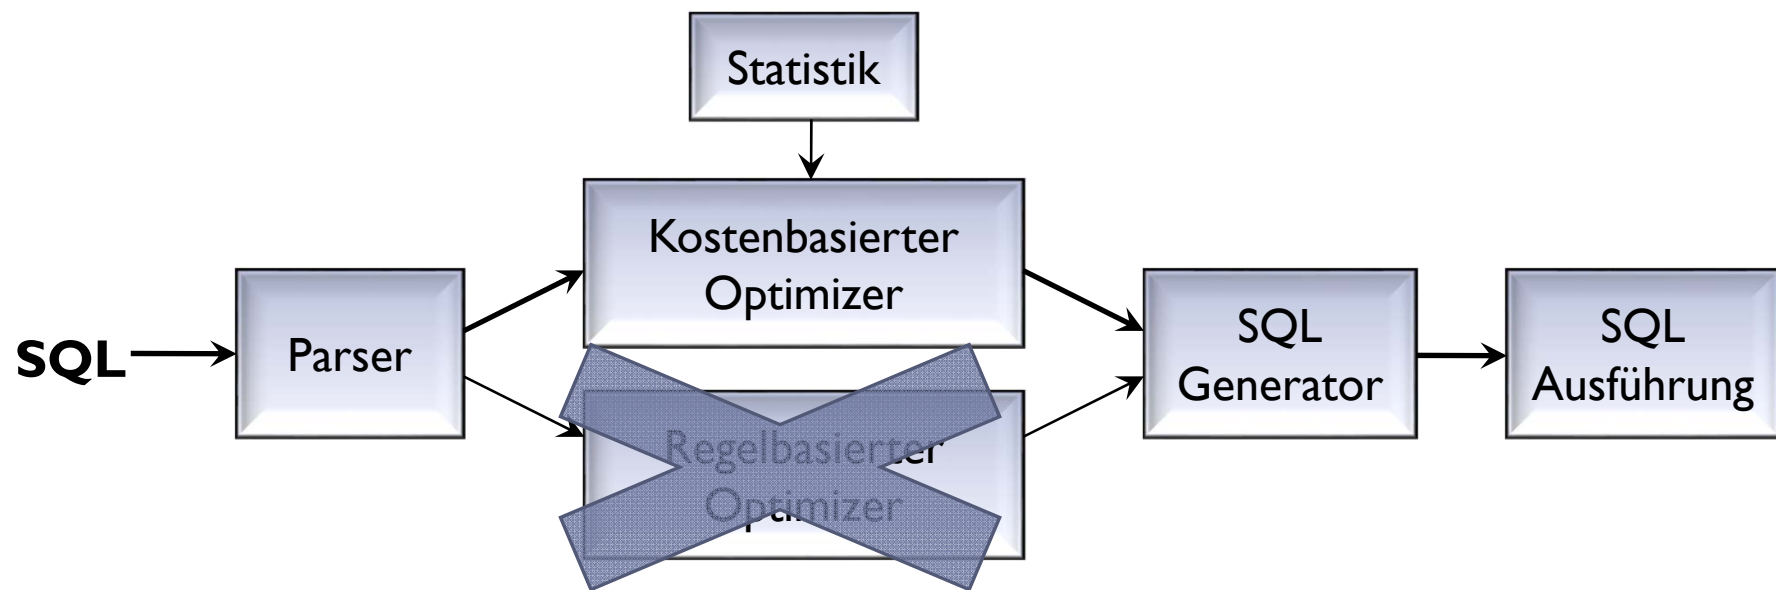 Statistik
Kostenbasierter
Optimizer
SQL
Parser
Regelbasierter
Optimizer
SQL
Generator
SQL
Ausführung